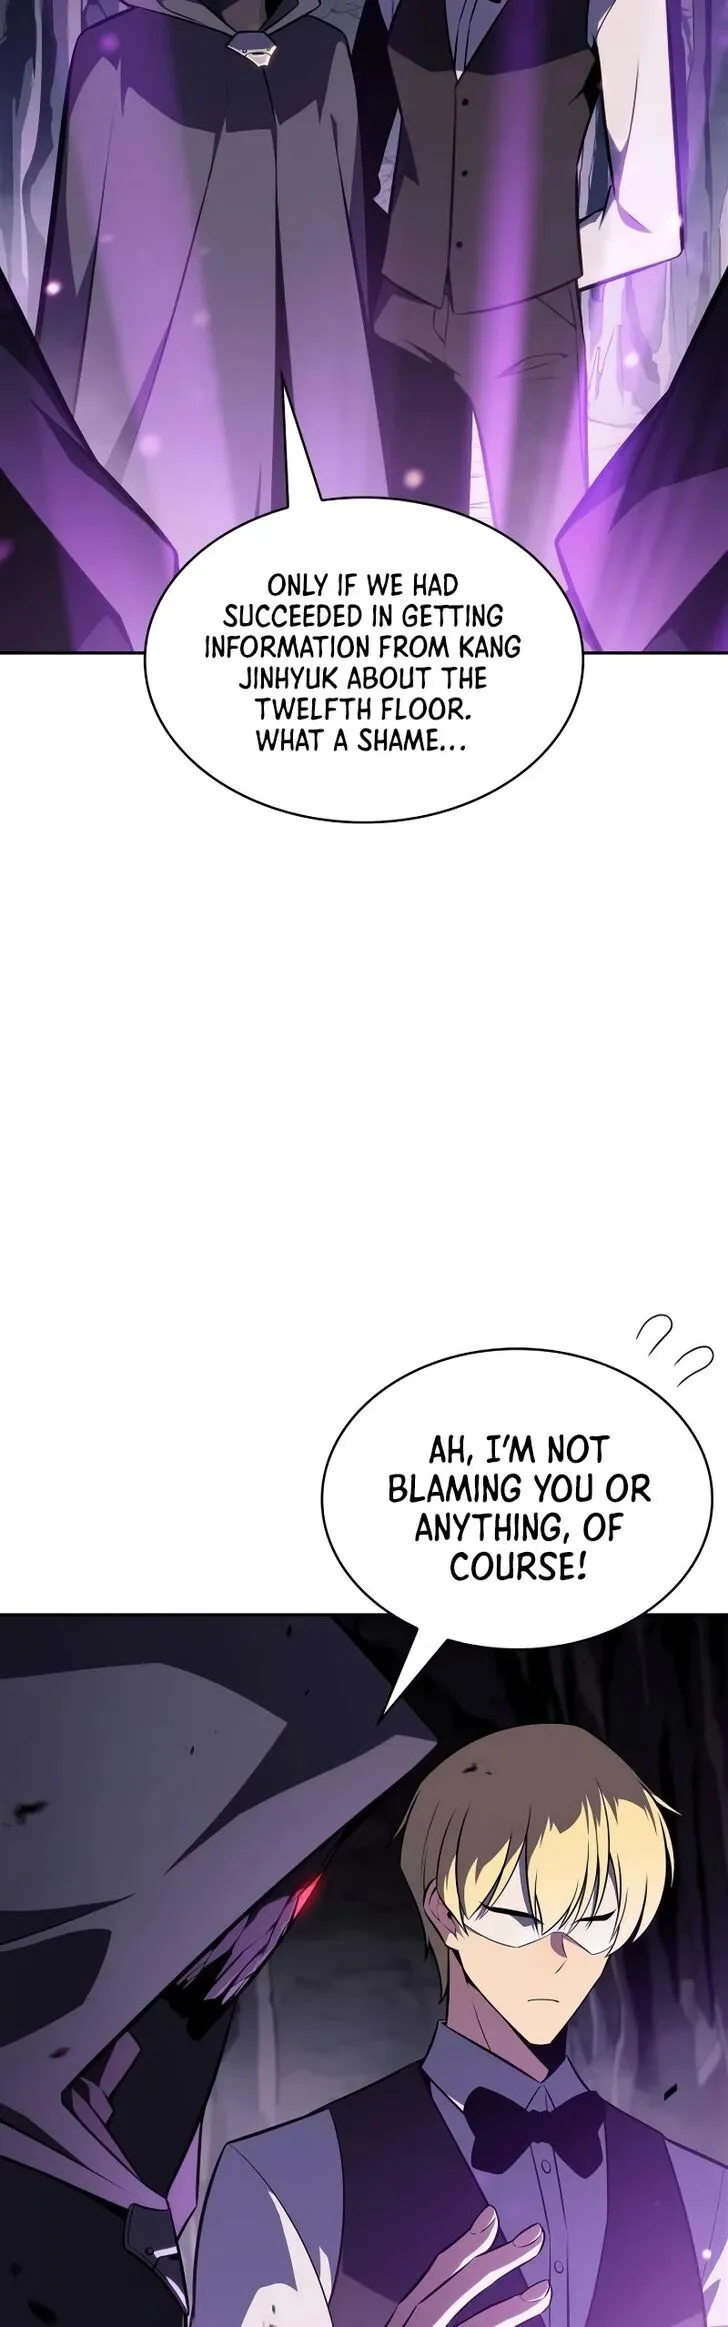 ONLY IF WE HAD
SUCCEEDED IN GETTING
INFORMATION FROM KANG
JINHYUK ABOUT THE
TWELFTH FLOOR.
WHAT A SHAME...
AH, I'M NOT
BLAMING YOU OR
ANYTHING, OF
COURSE!